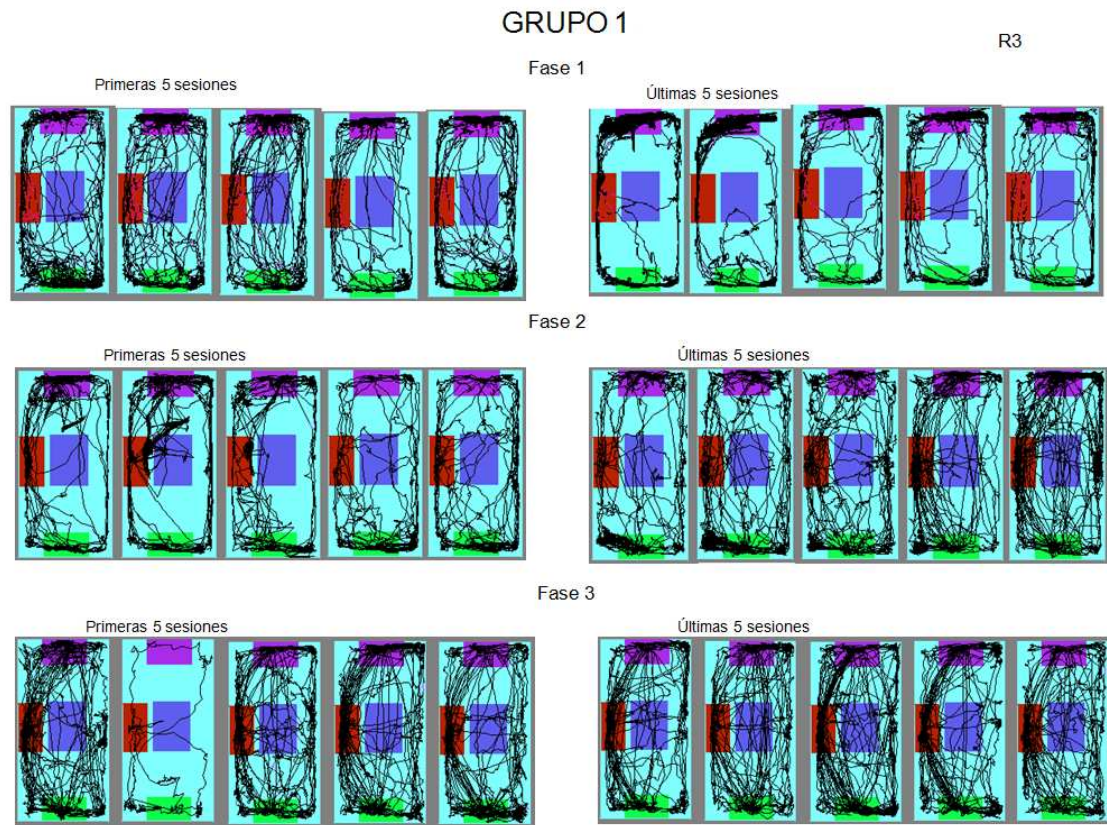 GRUPO 1
R3
Fase 1
Primeras 5 sesiones
Últimas 5 sesiones
Fase 2
Primeras 5 sesiones
Últimas 5 sesiones
Fase 3
Primeras 5 sesiones
Últimas 5 sesiones